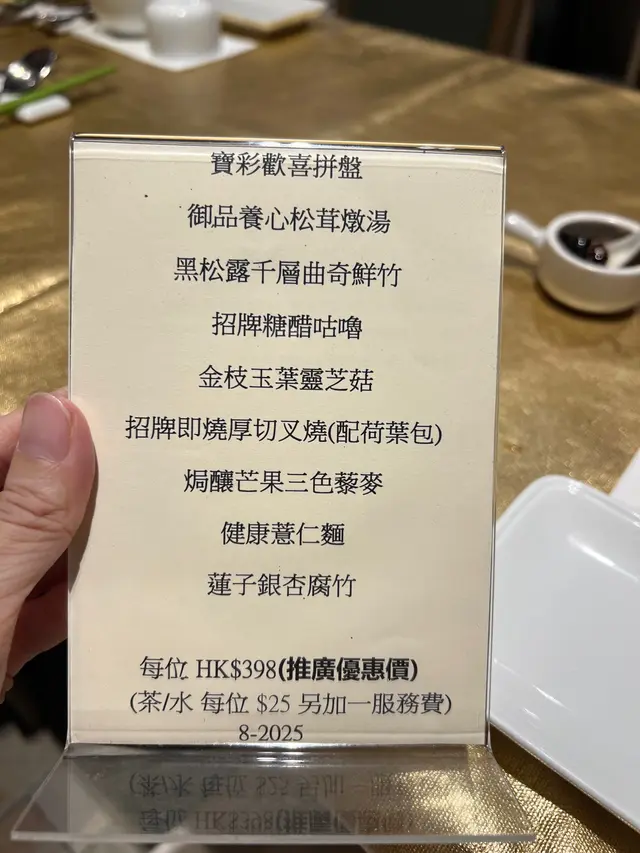 寶彩歡喜拼盤
御品養心松茸燉湯
黑松露千層曲奇鮮竹
招牌糖醋咕嚕
金枝玉葉靈芝菇
招牌即燒厚切叉燒(配荷葉包)
焗釀芒果三色藜麥
健康薏仁麵
蓮子銀杏腐竹
每位 HK$398(推廣優惠價)
(茶/水 每位 $25 另加一服務費)
8-2025